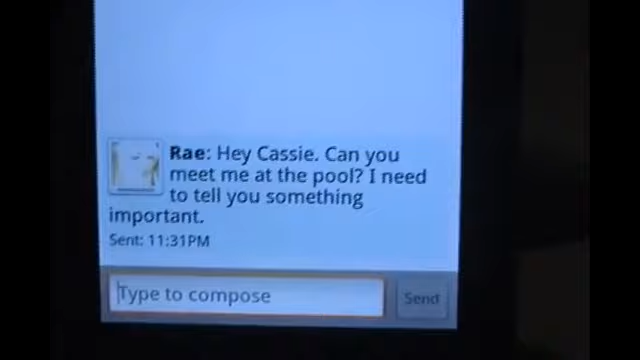 Rae: Hey Cassie. Can you
meet me at the pool? I need
to tell you something
important.
Sent: 11:31PM
Type to compose
Send